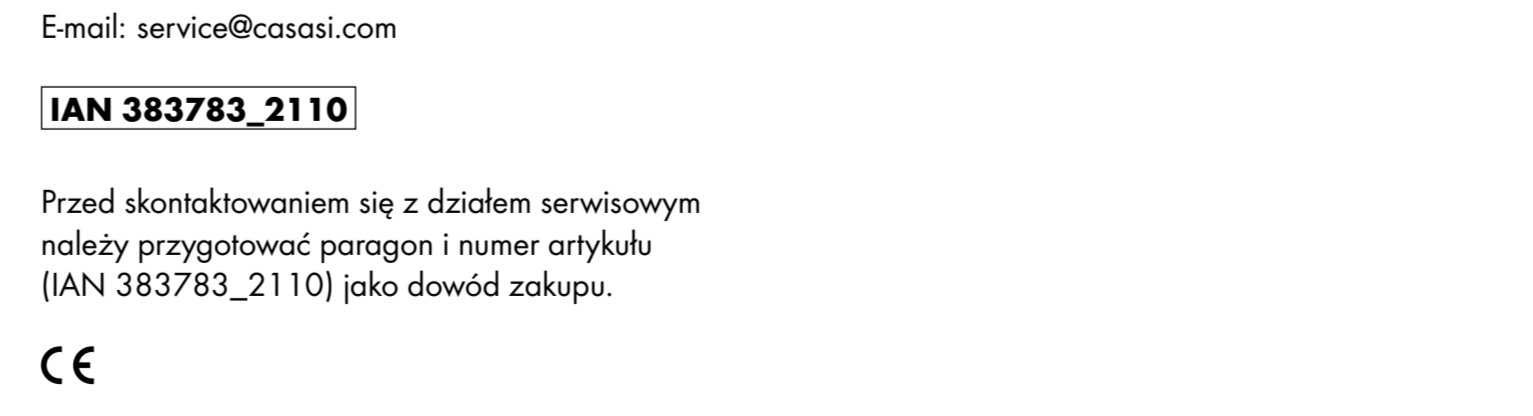 E-mail: service@casasi.com
IAN 383783_2110
Przed skontaktowaniem się z działem serwisowym
należy przygotować paragon i numer artykułu
(IAN 383783_2110) jako dowód zakupu.
CE